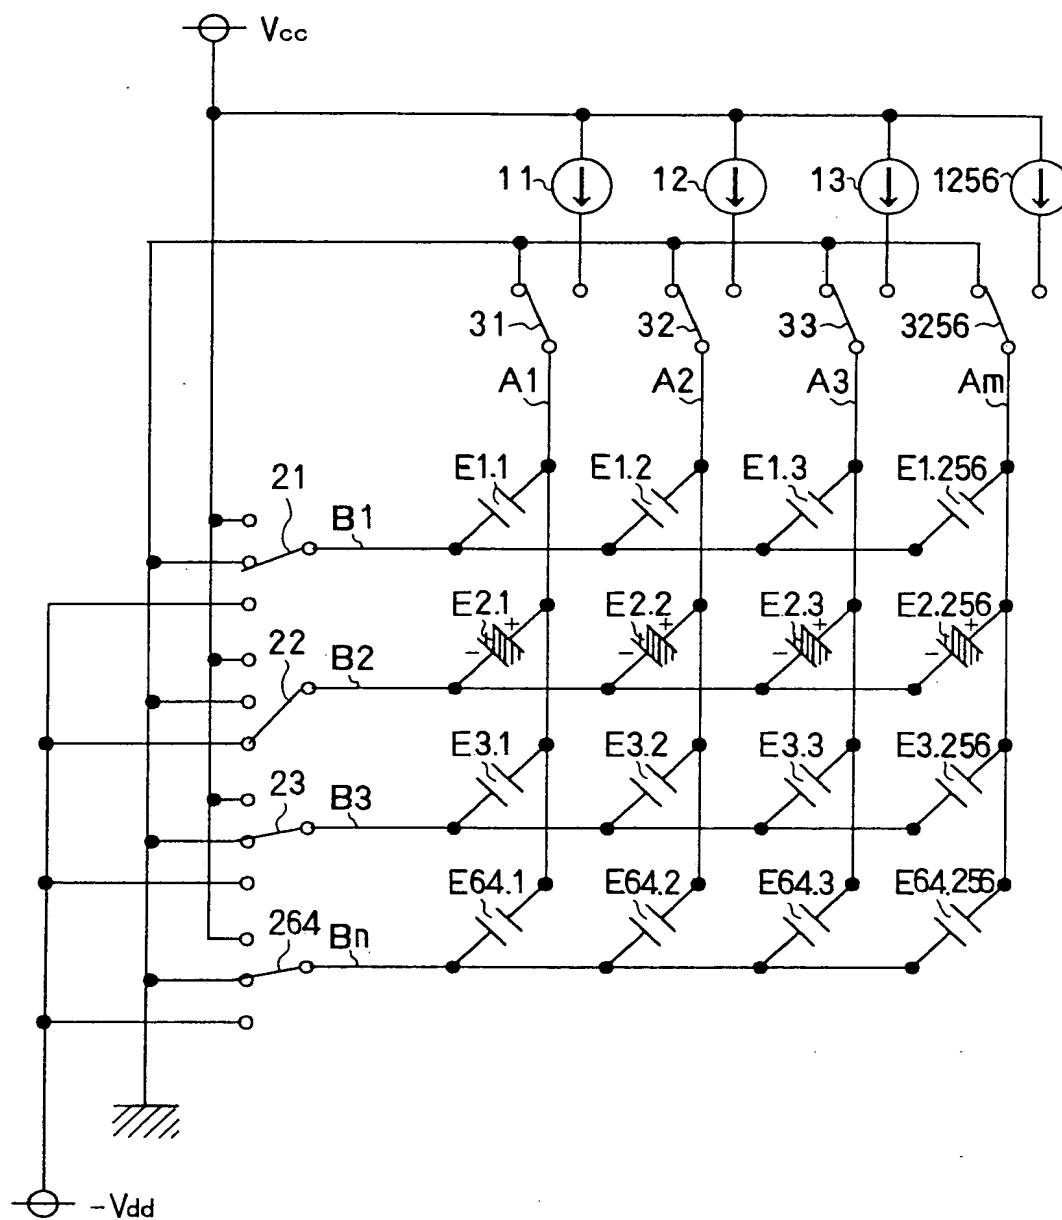 Vcc
11 12 13 1256
31 32 33 3256
A1 A2 A3 Am
E1.1 E1.2 E1.3 E1.256
21 B1
E2.1 E2.2 E2.3 E2.256
+ + + +
- - - -
22 B2
E3.1 E3.2 E3.3 E3.256
23 B3
E64.1 E64.2 E64.3 E64.256
264 Bn
-Vdd